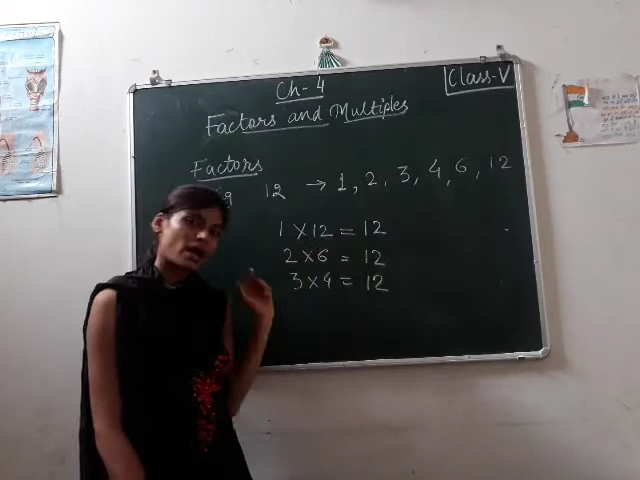 Ch-4
Class-V
Factors and Multiples
Factors
12 → 1, 2, 3, 4, 6, 12
1 × 12 = 12
2 × 6 = 12
3 × 4 = 12